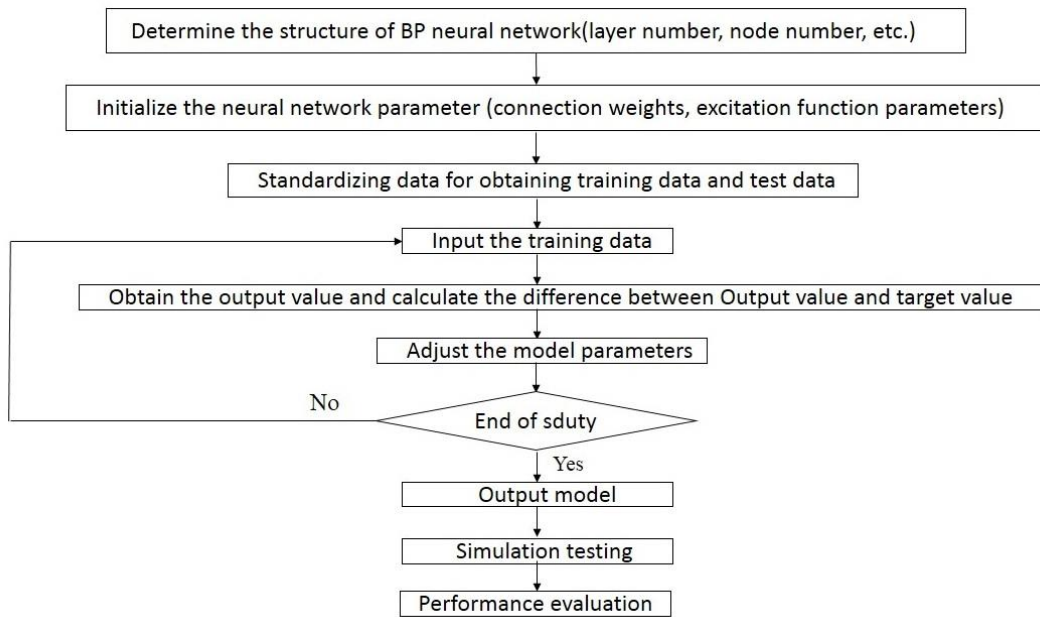 Determine the structure of BP neural network(layer number, node number, etc.)
Initialize the neural network parameter (connection weights, excitation function parameters)
Standardizing data for obtaining training data and test data
Input the training data
Obtain the output value and calculate the difference between Output value and target value
Adjust the model parameters
No
End of sduty
Yes
Output model
Simulation testing
Performance evaluation